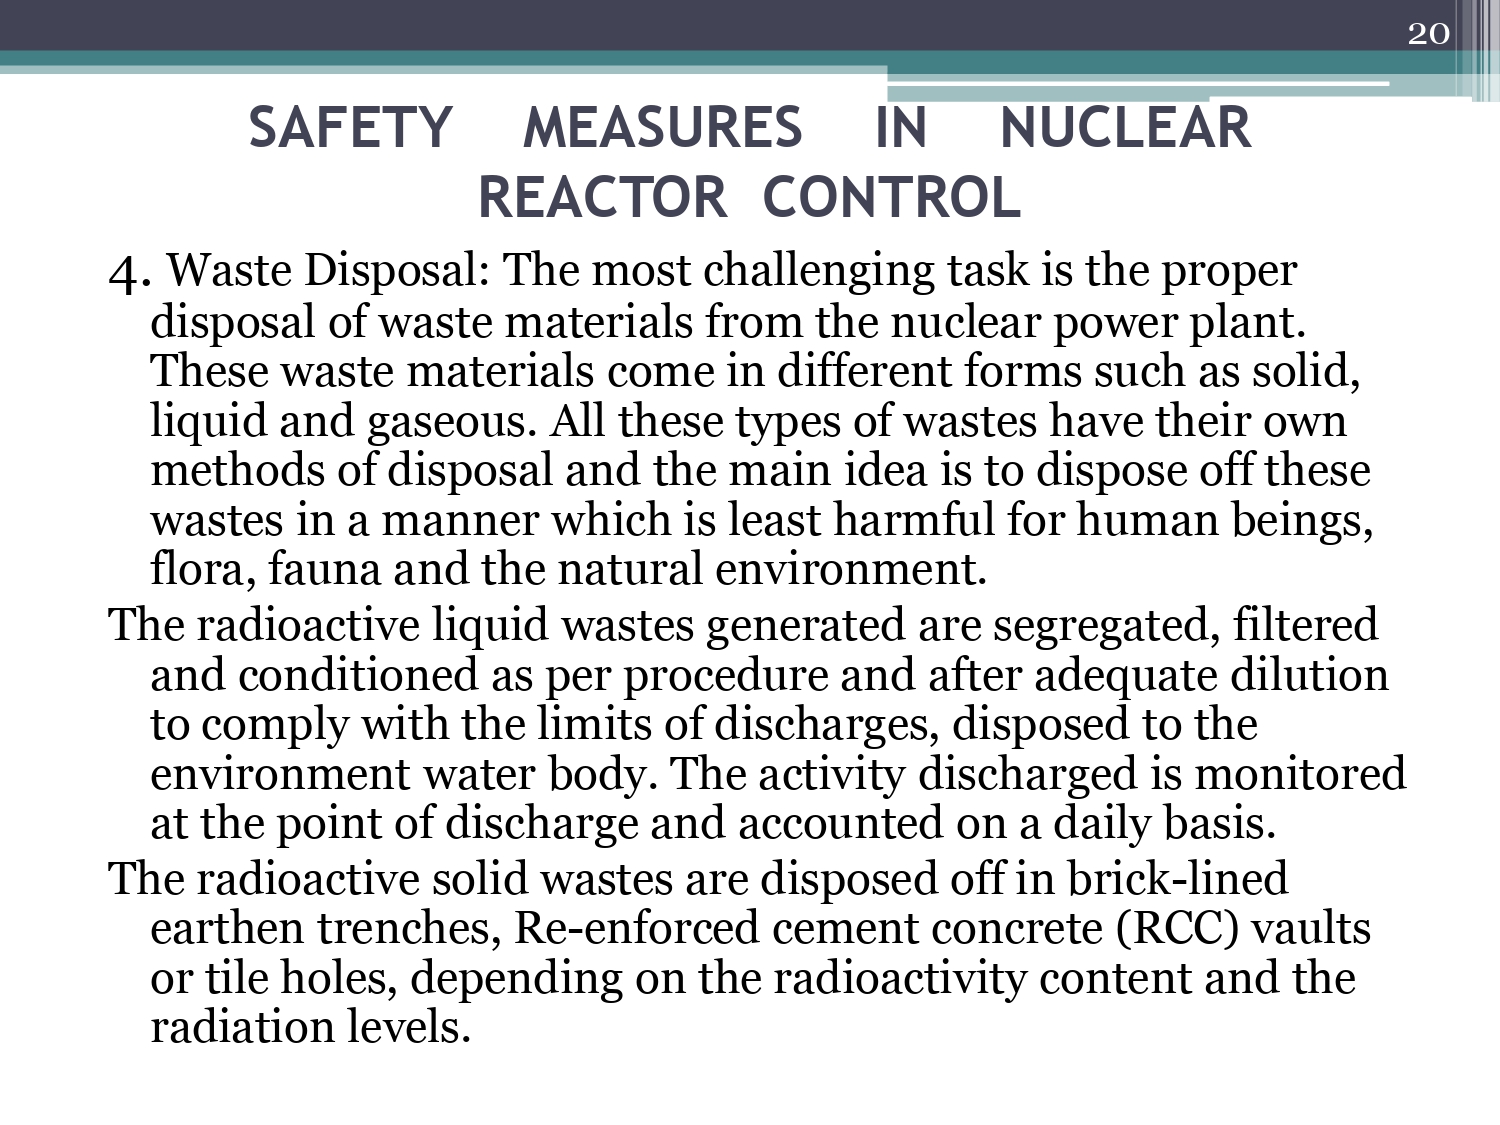 20
SAFETY MEASURES IN NUCLEAR
REACTOR CONTROL
4. Waste Disposal: The most challenging task is the proper
disposal of waste materials from the nuclear power plant.
These waste materials come in different forms such as solid,
liquid and gaseous. All these types of wastes have their own
methods of disposal and the main idea is to dispose off these
wastes in a manner which is least harmful for human beings,
flora, fauna and the natural environment.
The radioactive liquid wastes generated are segregated, filtered
and conditioned as per procedure and after adequate dilution
to comply with the limits of discharges, disposed to the
environment water body. The activity discharged is monitored
at the point of discharge and accounted on a daily basis.
The radioactive solid wastes are disposed off in brick-lined
earthen trenches, Re-enforced cement concrete (RCC) vaults
or tile holes, depending on the radioactivity content and the
radiation levels.